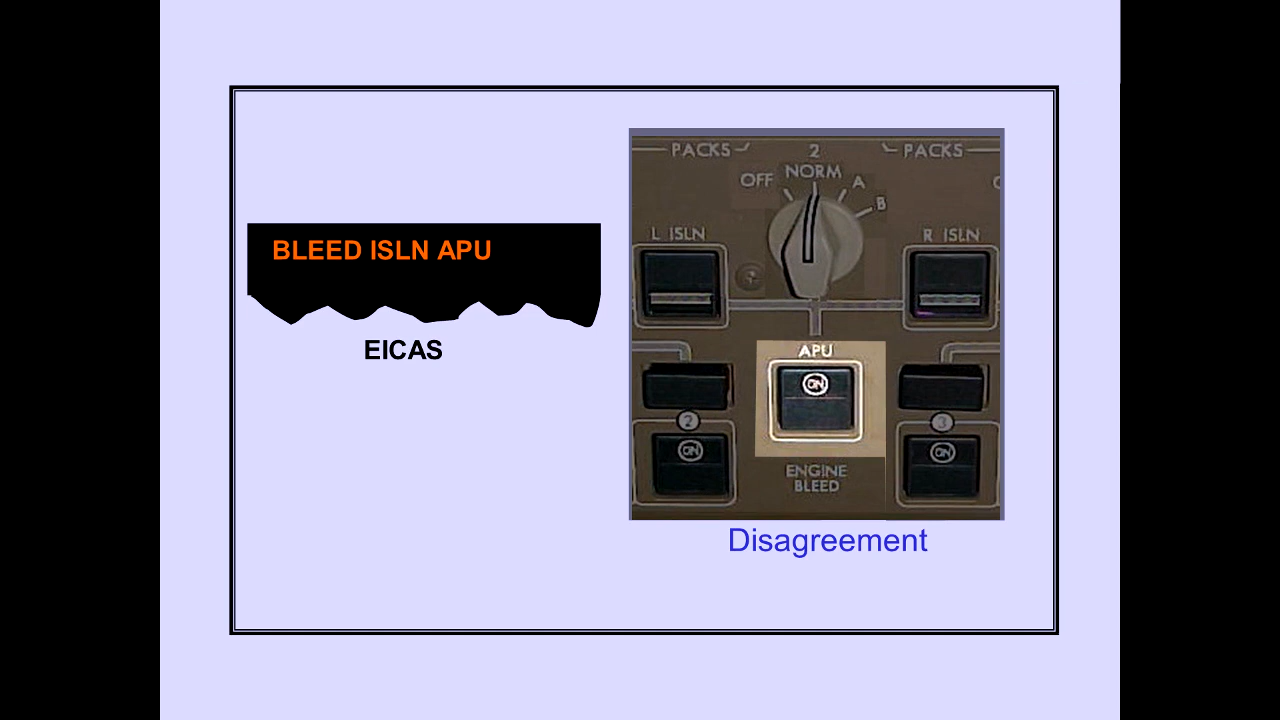 BLEED ISLN APU
EICAS
PACKS
2
PACKS
OFF
NORM
A
B
L ISLN
R ISLN
APU
ON
2
3
ON
ON
ENGINE
BLEED
Disagreement